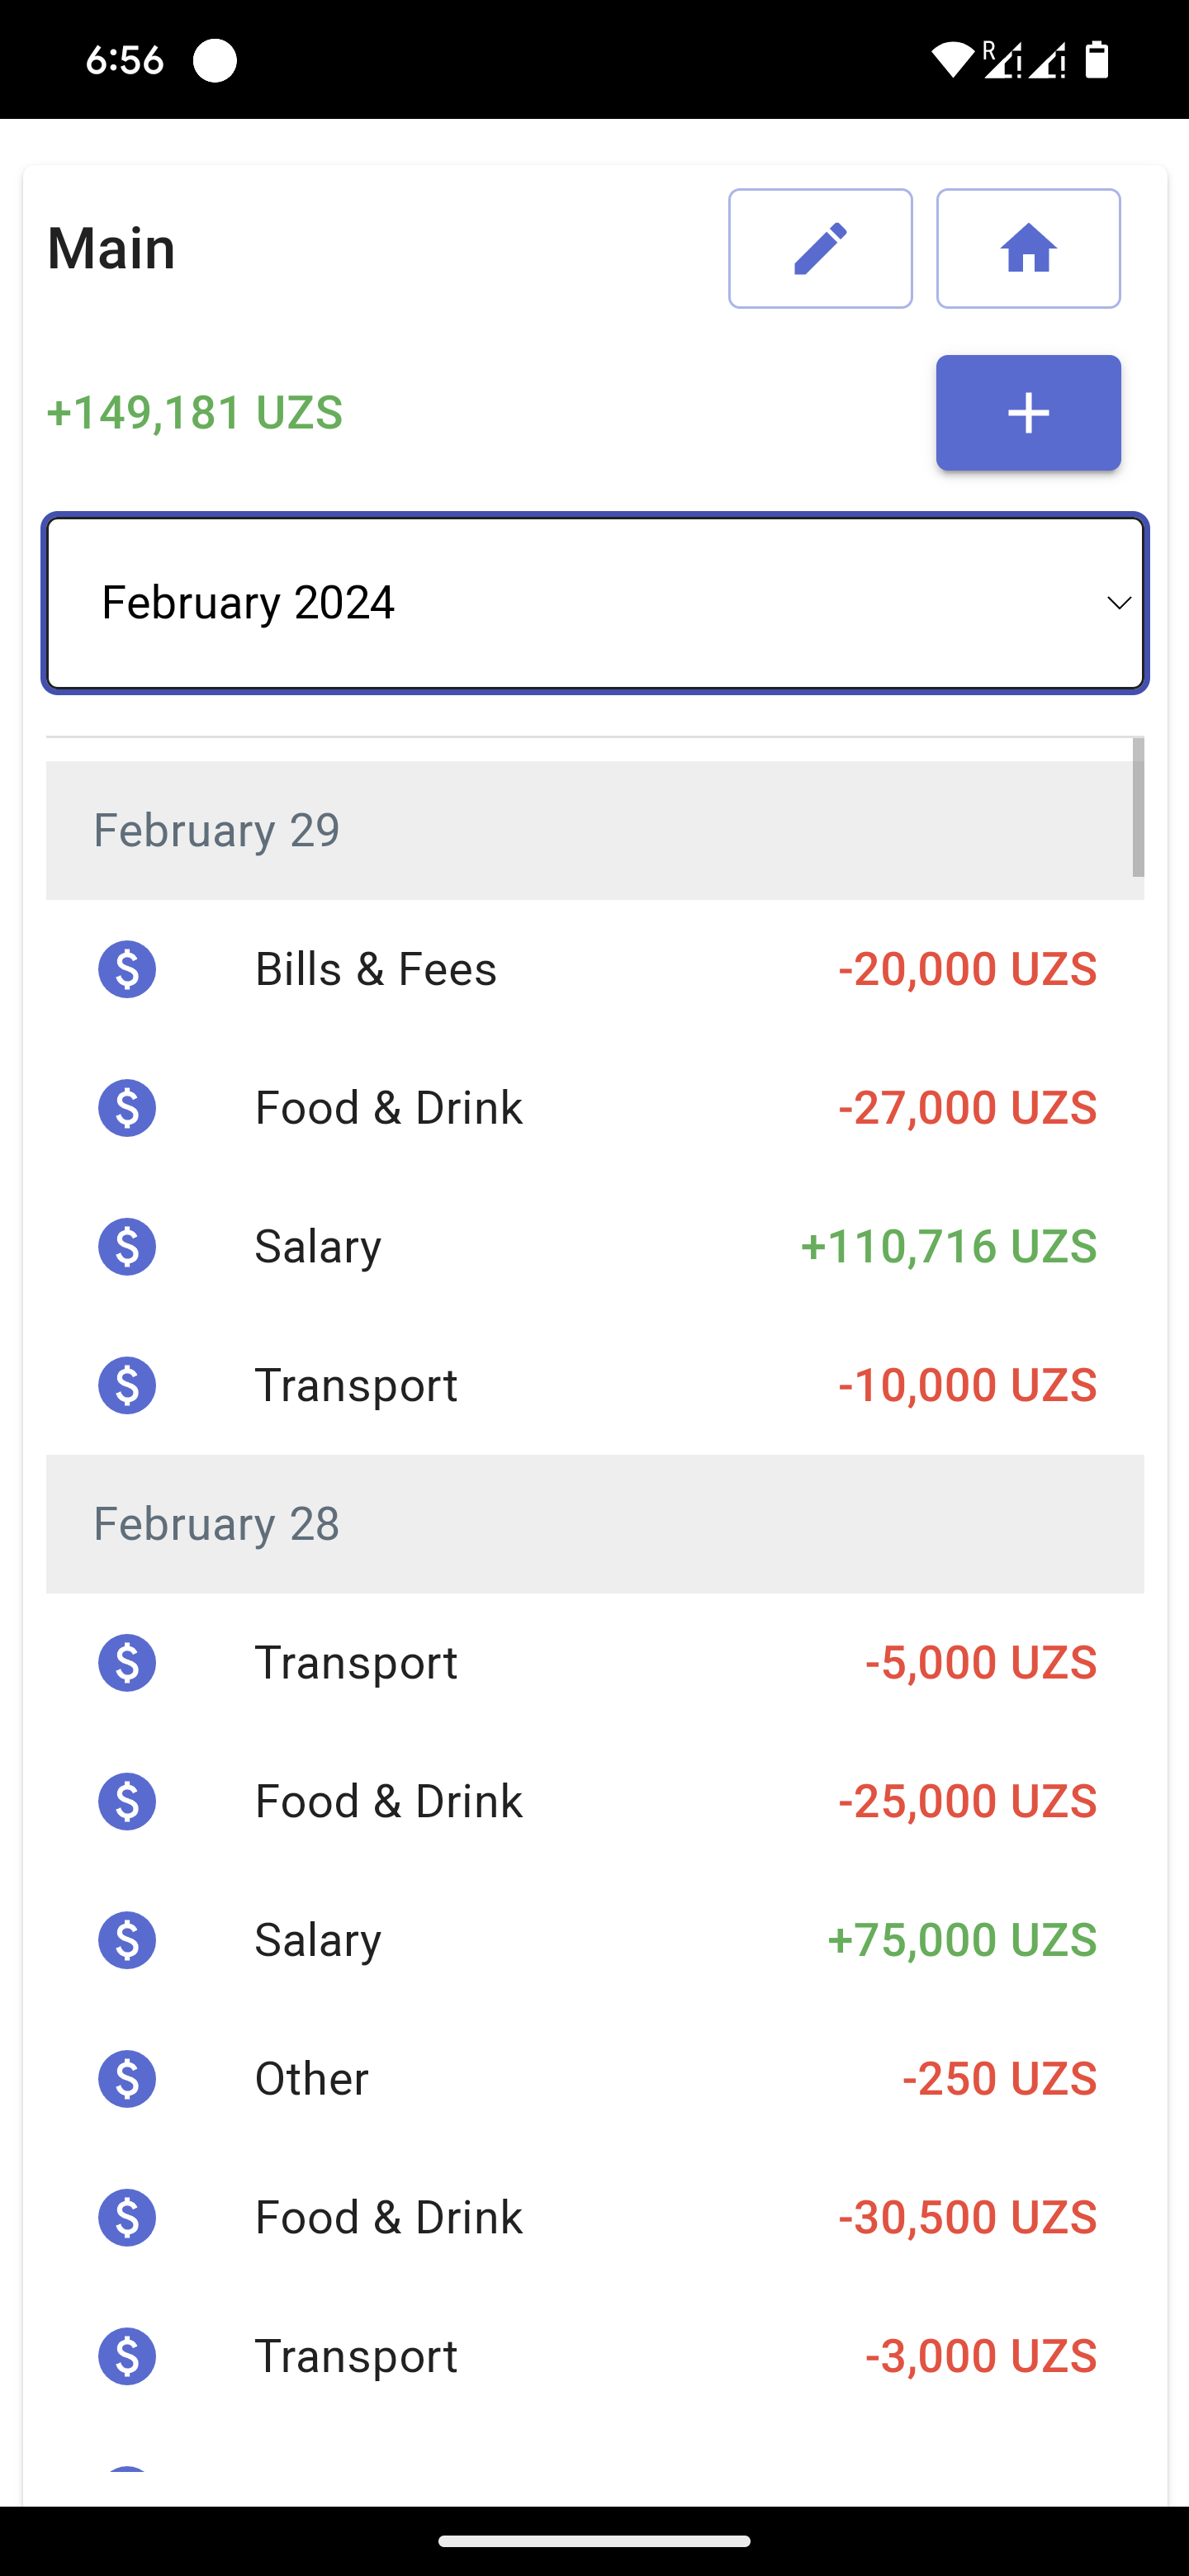 6:56
R
Main
+149,181 UZS
February 2024
February 29
Bills & Fees -20,000 UZS
Food & Drink -27,000 UZS
Salary +110,716 UZS
Transport -10,000 UZS
February 28
Transport -5,000 UZS
Food & Drink -25,000 UZS
Salary +75,000 UZS
Other -250 UZS
Food & Drink -30,500 UZS
Transport -3,000 UZS